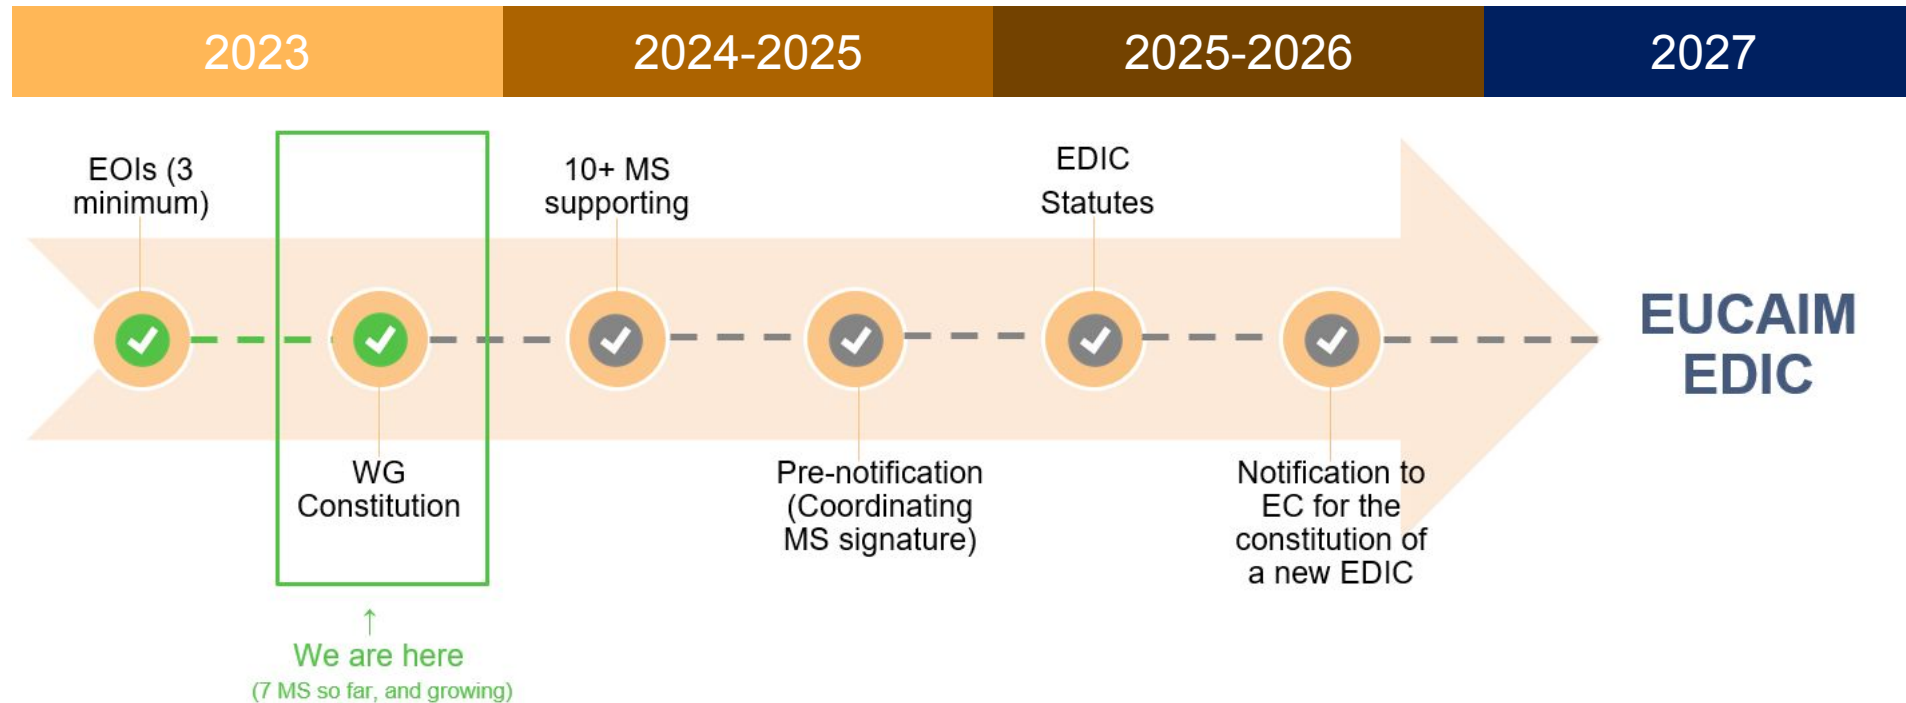 2023
2024-2025
2025-2026
2027
EOIs (3
minimum)
10+ MS
supporting
EDIC
Statutes
EUCAIM
EDIC
WG
Constitution
Pre-notification
(Coordinating
MS signature)
Notification to
EC for the
constitution of
a new EDIC
↑
We are here
(7 MS so far, and growing)